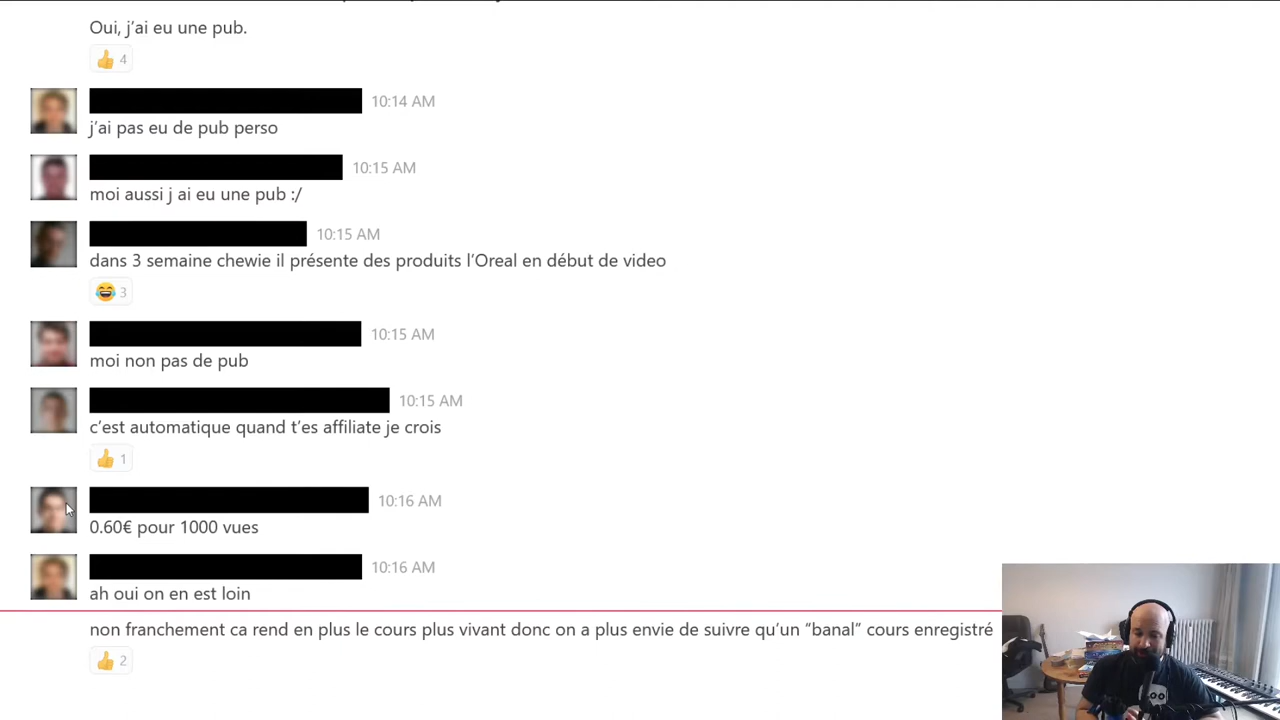 Oui, j'ai eu une pub.
👍 4
10:14 AM
j'ai pas eu de pub perso
10:15 AM
moi aussi j ai eu une pub :/
10:15 AM
dans 3 semaine chewie il présente des produits l'Oreal en début de video
😂 3
10:15 AM
moi non pas de pub
10:15 AM
c'est automatique quand t'es affiliate je crois
👍 1
10:16 AM
0.60€ pour 1000 vues
10:16 AM
ah oui on en est loin
non franchement ca rend en plus le cours plus vivant donc on a plus envie de suivre qu'un “banal” cours enregistré
👍 2